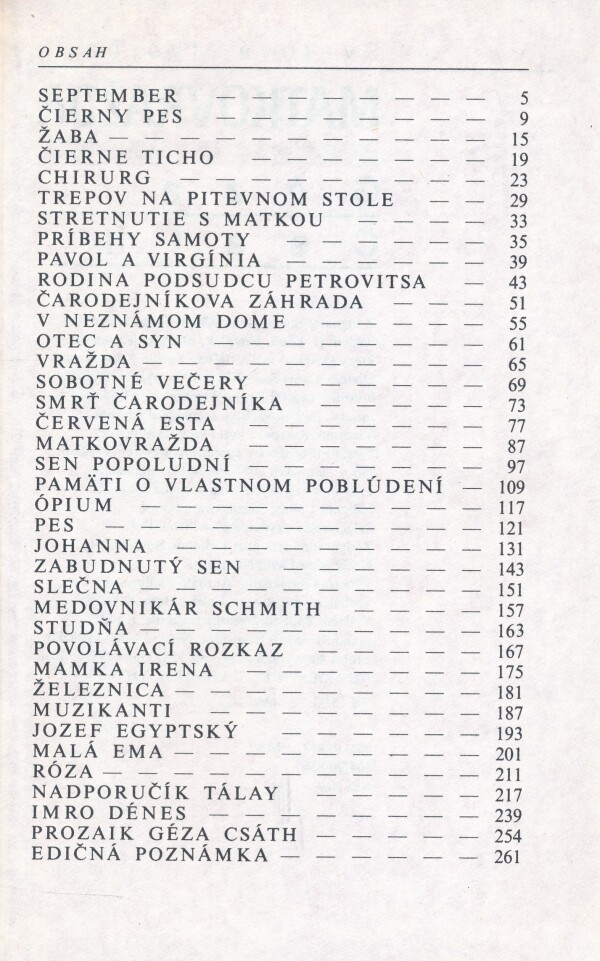 OBSAH
SEPTEMBER — — — — — — — — 5
ČIERNY PES — — — — — — — — 9
ŽABA — — — — — — — — — — — 15
ČIERNE TICHO — — — — — — — 19
CHIRURG — — — — — — — — — 23
TREPOV NA PITEVNOM STOLE — — 29
STRETNUTIE S MATKOU — — — — 33
PRÍBEHY SAMOTY — — — — — — 35
PAVOL A VIRGÍNIA — — — — — — 39
RODINA PODSUDCU PETROVITSA — 43
ČARODEJNÍKOVA ZÁHRADA — — — 51
V NEZNÁMOM DOME — — — — — 55
OTEC A SYN — — — — — — — — 61
VRAŽDA — — — — — — — — — — 65
SOBOTNÉ VEČERY — — — — — — 69
SMRŤ ČARODEJNÍKA — — — — — 73
ČERVENÁ ESTA — — — — — — — 77
MATKOVRAŽDA — — — — — — — 87
SEN POPOLUDNÍ — — — — — — — 97
PAMÄTI O VLASTNOM POBLÚDENÍ — 109
ÓPIUM — — — — — — — — — — 117
PES — — — — — — — — — — — 121
JOHANNA — — — — — — — — — 131
ZABUDNUTÝ SEN — — — — — — 143
SLEČNA — — — — — — — — — — 151
MEDOVNIKÁR SCHMITH — — — — 157
STUDŇA — — — — — — — — — — 163
POVOLÁVACÍ ROZKAZ — — — — — 167
MAMKA IRENA — — — — — — — 175
ŽELEZNICA — — — — — — — — — 181
MUZIKANTI — — — — — — — — 187
JOZEF EGYPTSKÝ — — — — — — 193
MALÁ EMA — — — — — — — — — 201
RÓZA — — — — — — — — — — — 211
NADPORUČÍK TÁLAY — — — — — 217
IMRO DÉNES — — — — — — — — 239
PROZAIK GÉZA CSÁTH — — — — — 254
EDIČNÁ POZNÁMKA — — — — — — 261